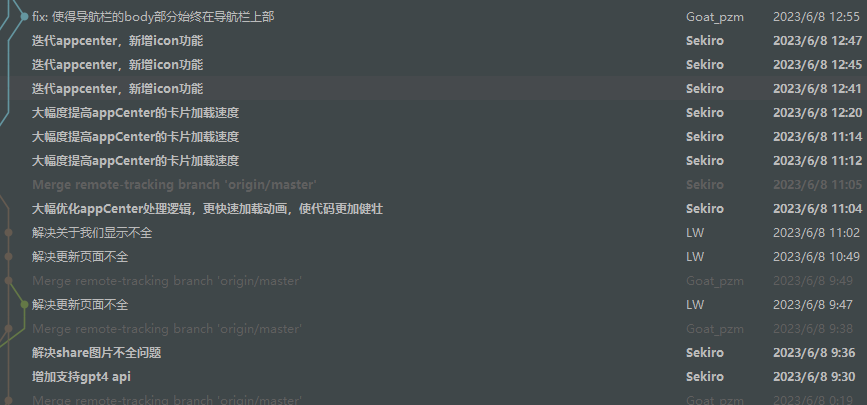 fix: 使得导航栏的body部分始终在导航栏上部 Goat_pzm 2023/6/8 12:55
迭代appcenter，新增icon功能 Sekiro 2023/6/8 12:47
迭代appcenter，新增icon功能 Sekiro 2023/6/8 12:45
迭代appcenter，新增icon功能 Sekiro 2023/6/8 12:41
大幅度提高appCenter的卡片加载速度 Sekiro 2023/6/8 12:20
大幅度提高appCenter的卡片加载速度 Sekiro 2023/6/8 11:14
大幅度提高appCenter的卡片加载速度 Sekiro 2023/6/8 11:12
Merge remote-tracking branch 'origin/master' Sekiro 2023/6/8 11:05
大幅优化appCenter处理逻辑，更快速加载动画，使代码更加健壮 Sekiro 2023/6/8 11:04
解决关于我们显示不全 LW 2023/6/8 11:02
解决更新页面不全 LW 2023/6/8 10:49
Merge remote-tracking branch 'origin/master' Goat_pzm 2023/6/8 9:49
解决更新页面不全 LW 2023/6/8 9:47
Merge remote-tracking branch 'origin/master' Goat_pzm 2023/6/8 9:38
解决share图片不全问题 Sekiro 2023/6/8 9:36
增加支持gpt4 api Sekiro 2023/6/8 9:30
Merge remote-tracking branch 'origin/master' Goat_pzm 2023/6/8 0:19